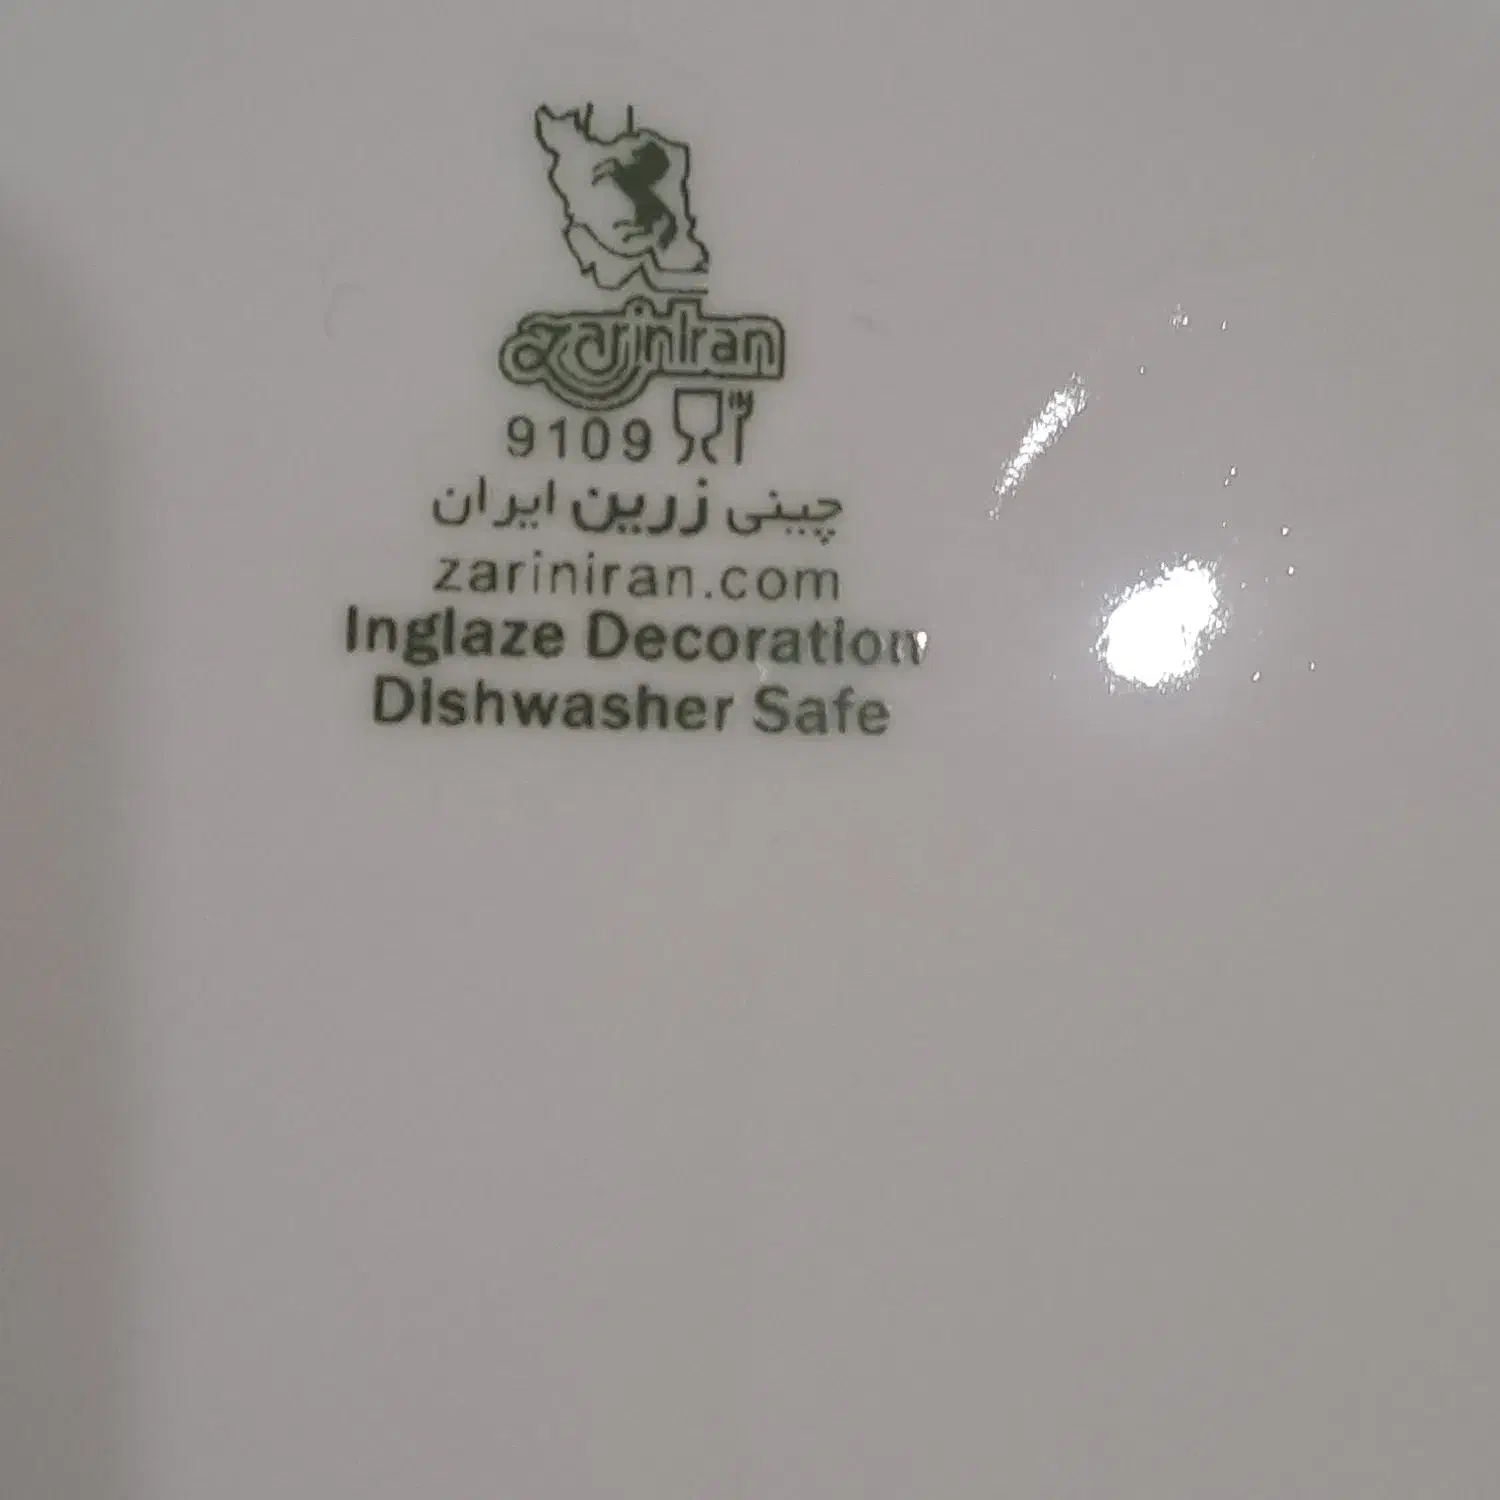 ZarinIran
9109
چینی زرین ایران
zariniran.com
Inglaze Decoration
Dishwasher Safe